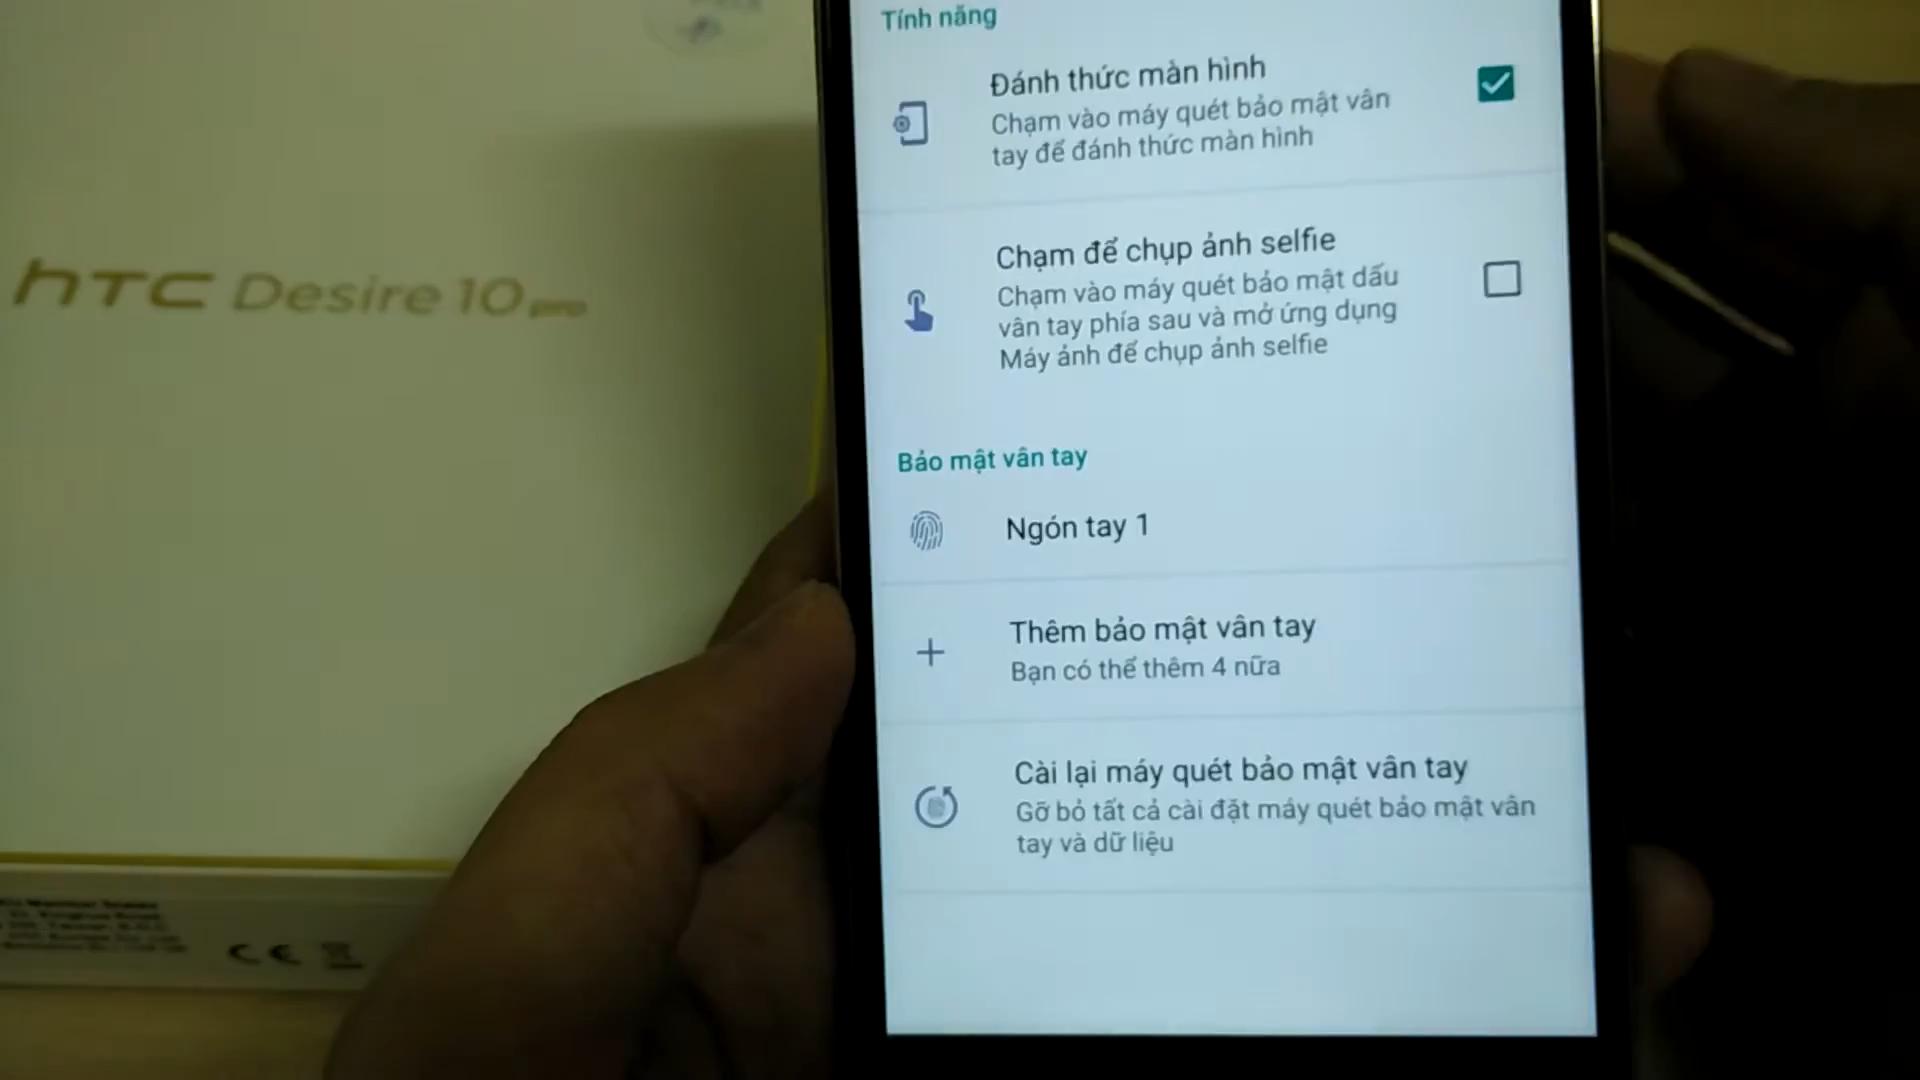 Tính năng
Đánh thức màn hình
Chạm vào máy quét bảo mật vân
tay để đánh thức màn hình
Chạm để chụp ảnh selfie
Chạm vào máy quét bảo mật dấu
vân tay phía sau và mở ứng dụng
Máy ảnh để chụp ảnh selfie
Bảo mật vân tay
Ngón tay 1
Thêm bảo mật vân tay
Bạn có thể thêm 4 nữa
Cài lại máy quét bảo mật vân tay
Gỡ bỏ tất cả cài đặt máy quét bảo mật vân
tay và dữ liệu
hTC Desire 10 pro
CE